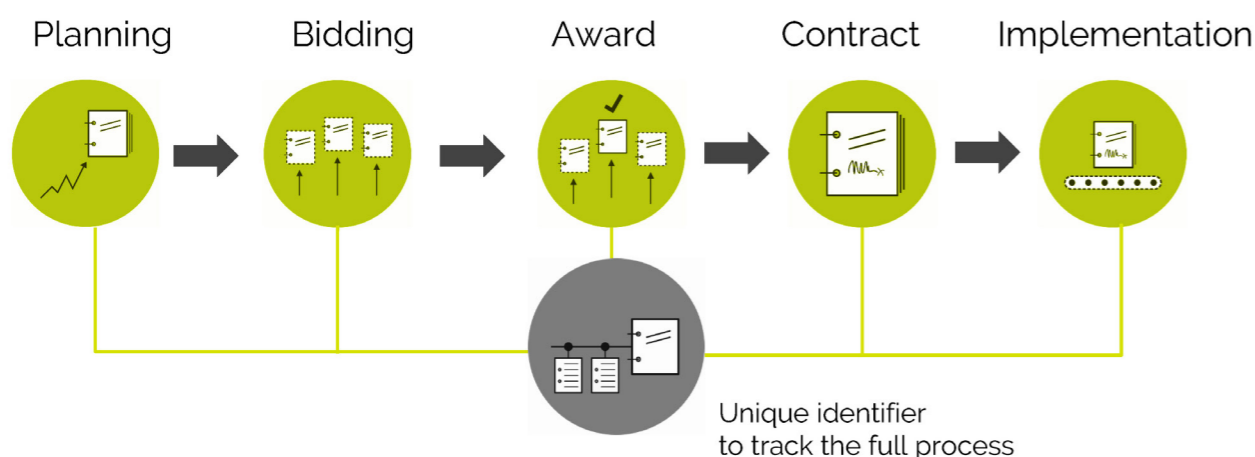 Planning
Bidding
Award
Contract
Implementation
Unique identifier
to track the full process